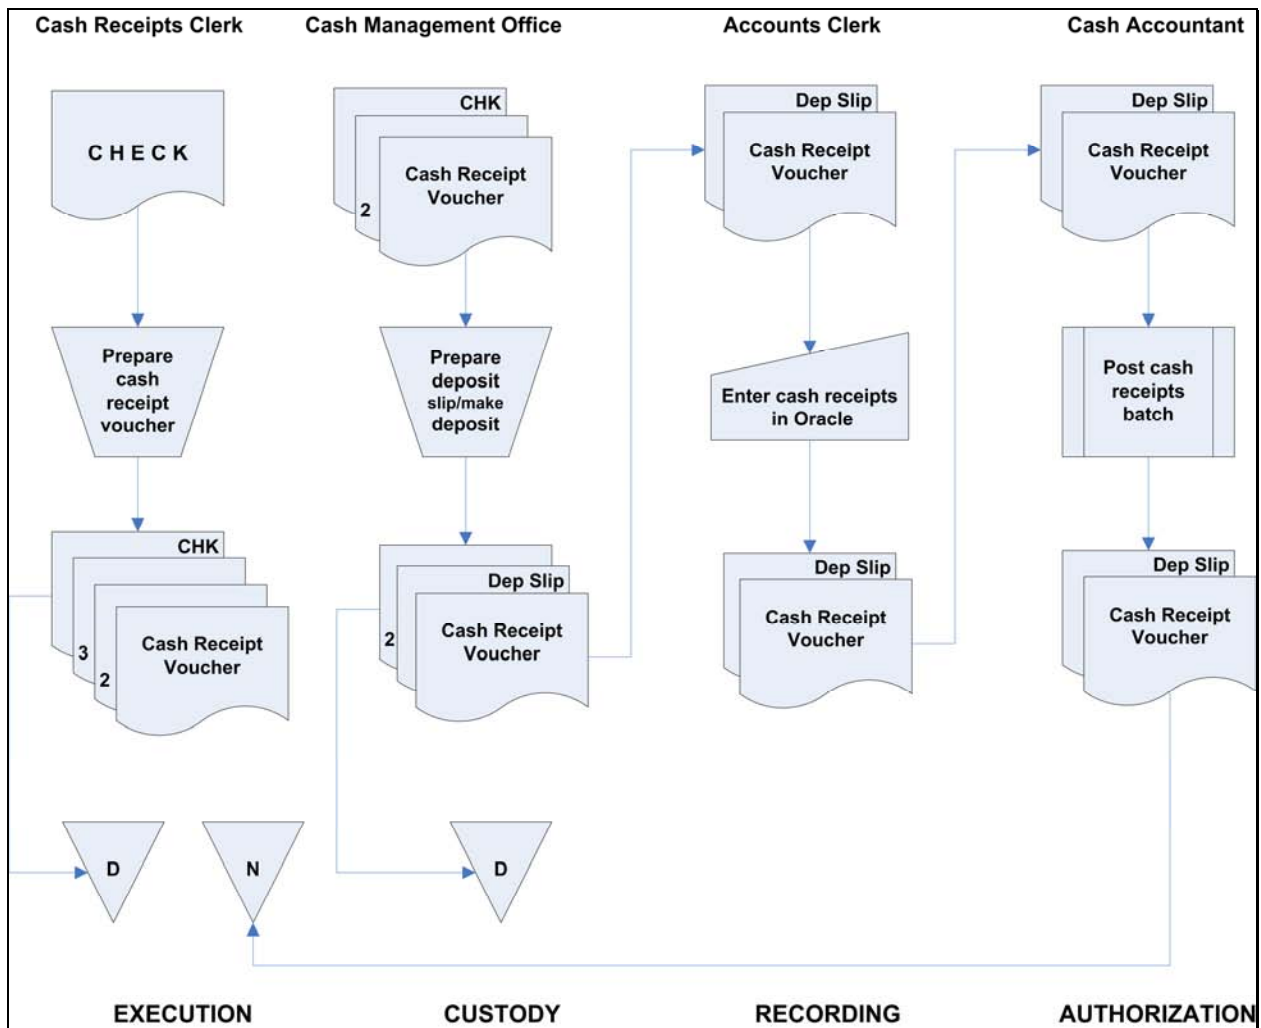 Cash Receipts Clerk
Cash Management Office
Accounts Clerk
Cash Accountant
C H E C K
CHK
2
Cash Receipt
Voucher
Dep Slip
Cash Receipt
Voucher
Dep Slip
Cash Receipt
Voucher
Prepare
cash
receipt
voucher
Prepare
deposit
slip/make
deposit
Enter cash receipts
in Oracle
Post cash
receipts
batch
CHK
3
2
Cash Receipt
Voucher
2
Dep Slip
Cash Receipt
Voucher
Dep Slip
Cash Receipt
Voucher
Dep Slip
Cash Receipt
Voucher
D
N
D
EXECUTION
CUSTODY
RECORDING
AUTHORIZATION